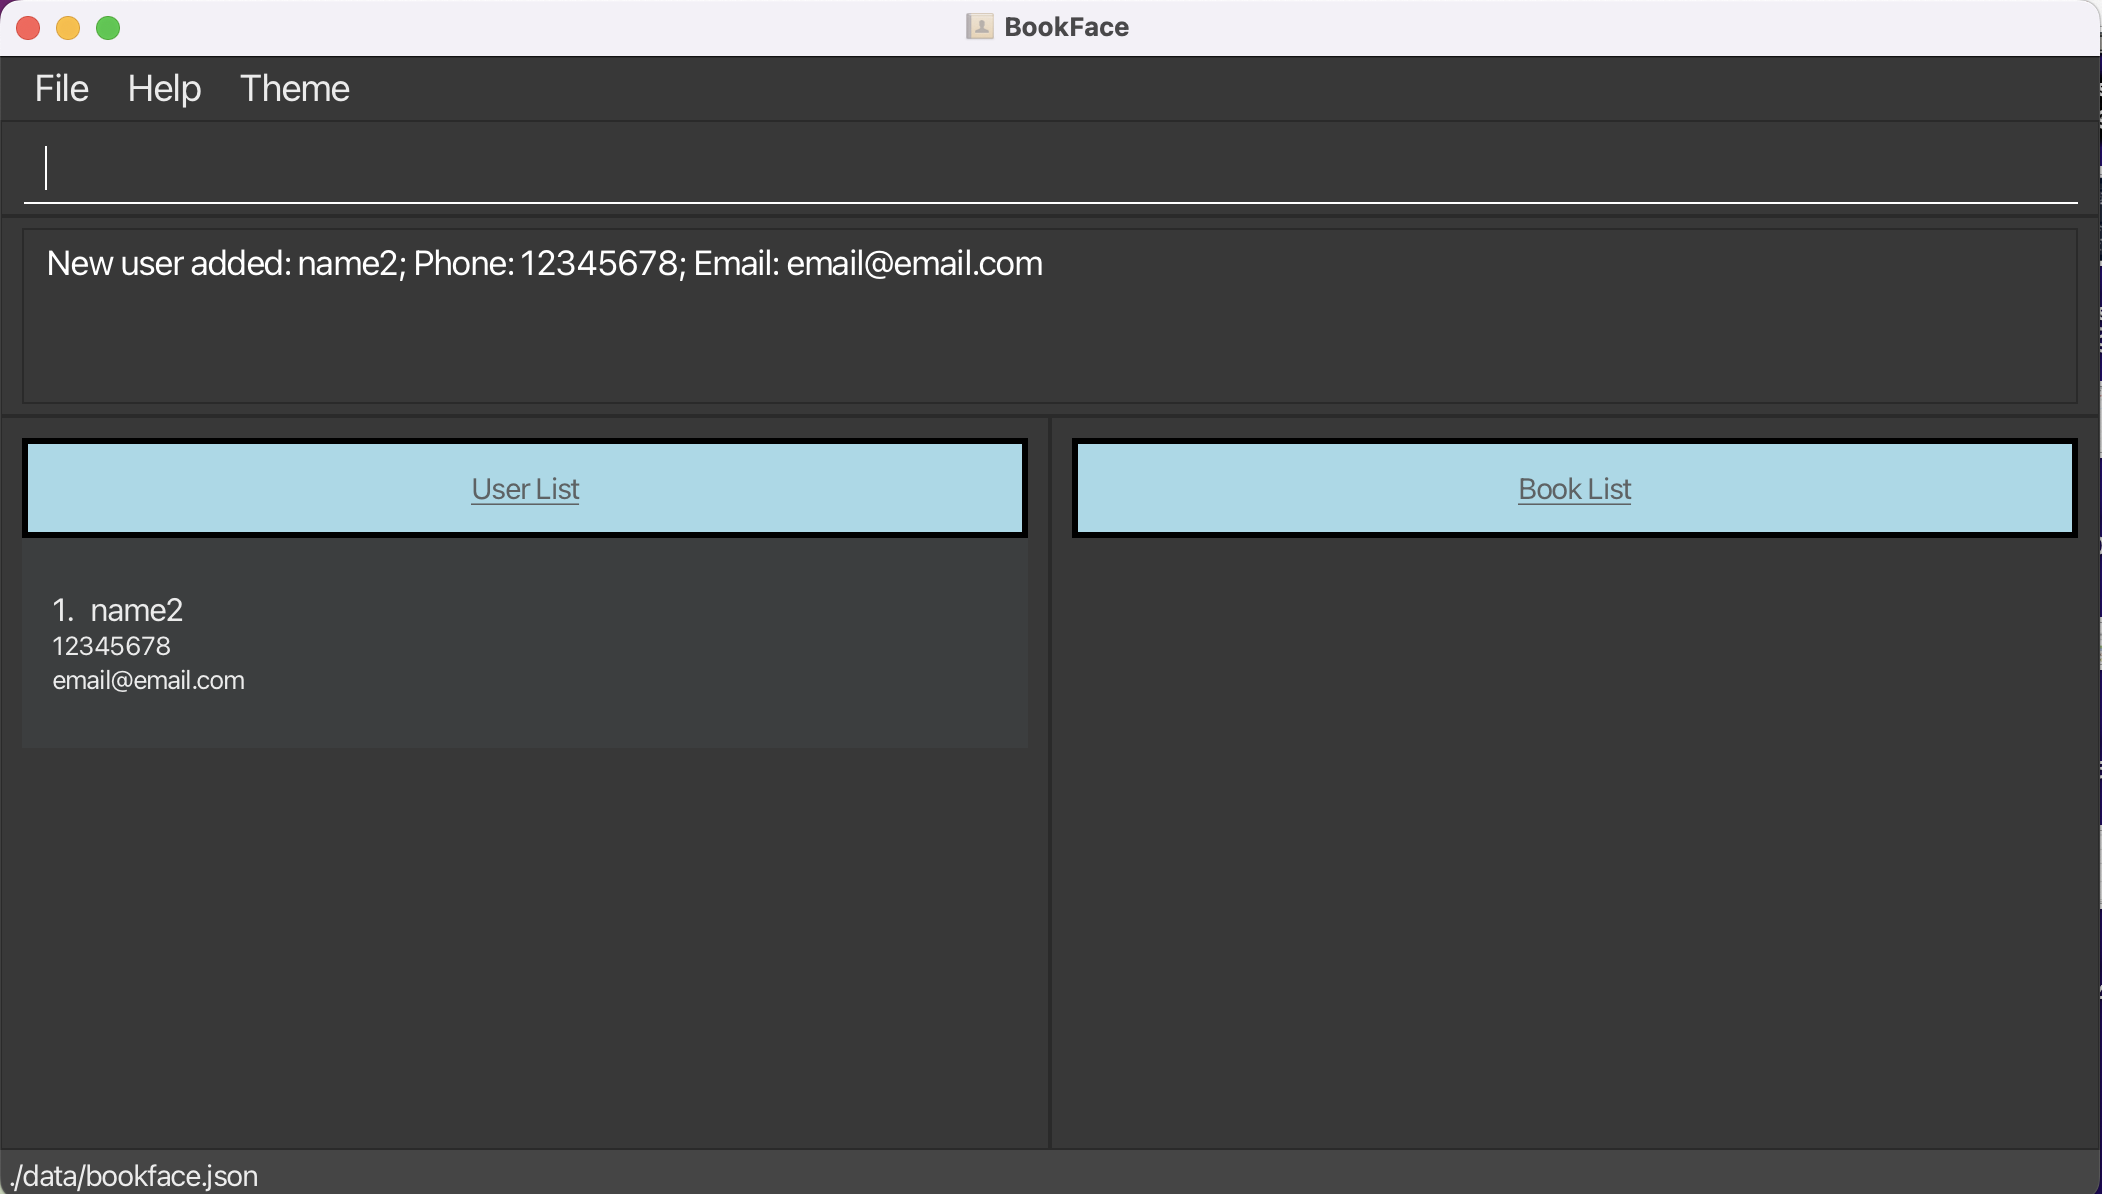 BookFace
File Help Theme
New user added: name2; Phone: 12345678; Email: email@email.com
User List
Book List
1. name2
12345678
email@email.com
./data/bookface.json